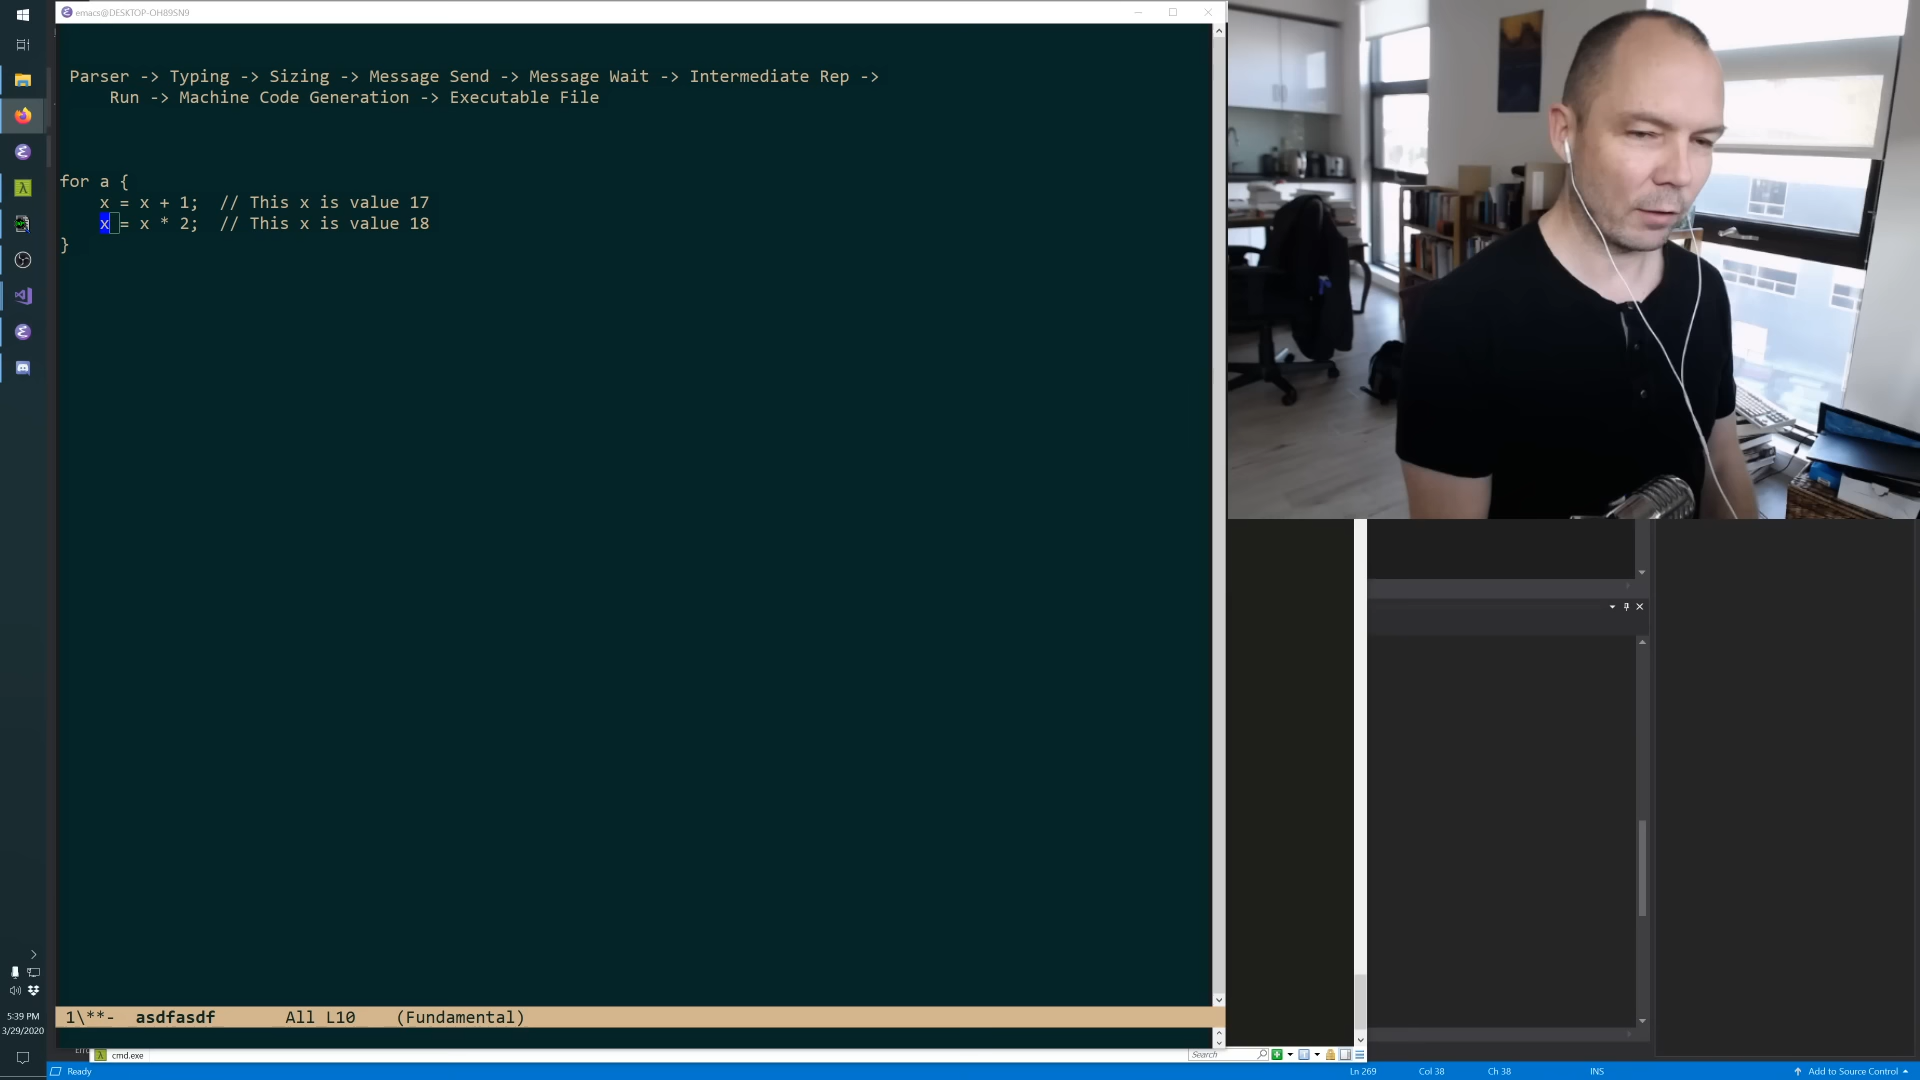 emacs@DESKTOP-OH89SN9
Parser -> Typing -> Sizing -> Message Send -> Message Wait -> Intermediate Rep ->
Run -> Machine Code Generation -> Executable File
for a {
x = x + 1;  // This x is value 17
x = x * 2;  // This x is value 18
}
1\**-  asdfasdf  All L10  (Fundamental)
cmd.exe
Search
5:39 PM
3/29/2020
Ready
Ln 269
Col 38
Ch 38
INS
Add to Source Control